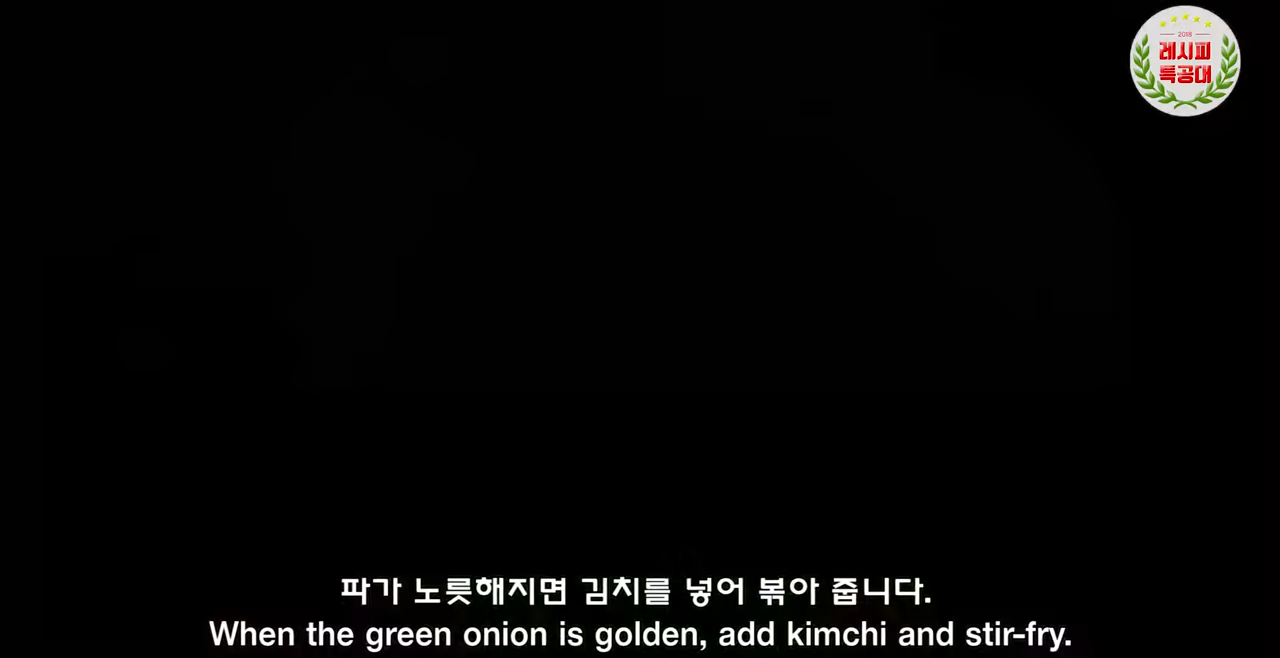 2018
레시피
특공대
파가 노릇해지면 김치를 넣어 볶아 줍니다.
When the green onion is golden, add kimchi and stir-fry.